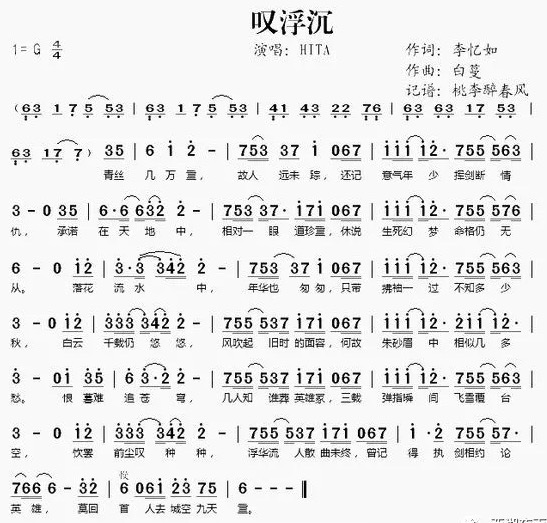 叹浮沉
1=G 4/4 演唱：HITA 作词：李忆如
作曲：白蔓
记谱：桃李醉春风
(63 1 7 5 53 | 63 1 7 5 53 | 41 43 22 76 | 63 63 17 53 |
63 17 7) 35 | 6 1 2 - | 753 37 1 067 | 111 12 755 563 |
青丝 几万重， 故人 远未踪，还记 意气年少 挥剑断情
3 - 0 35 | 6·6 632 2 - | 753 37· 171 067 | 111 12 755 576 |
仇，承诺 在天地中， 相对一眼 道珍重，休说 生死幻梦 命格仍无
6 - 0 12 | 3·3 342 2 - | 753 37 171 067 | 111 12 755 563 |
从。落花 流水中， 年华也匆匆，只带 拂袖一过 不知多少
3 - 0 12 | 333 342 2 - | 755 537 171 067 | 111 12 211 12 |
秋，白云 千载仍悠悠， 风吹起 旧时的面容，何故 朱砂眉中 相似几多
3 - 01 35 | 6 3·2 2 - | 755 537 171 067 | 111 12 755 563 |
愁。恨暮难 追苍穹， 几人知 谁葬英雄冢，三载 弹指瞬间 飞雪覆台
3 - 0 12 | 333 342 2 - | 755 537 171 067 | 1 ·2 755 537 |
空，饮罢 前尘叹种种， 浮华流 人散曲未终，曾记 得执 剑相约论
766 6 - 32 | 6 061 23 75 | 6 - - - ‖
英雄，莫回 首 人去城空九天 重。